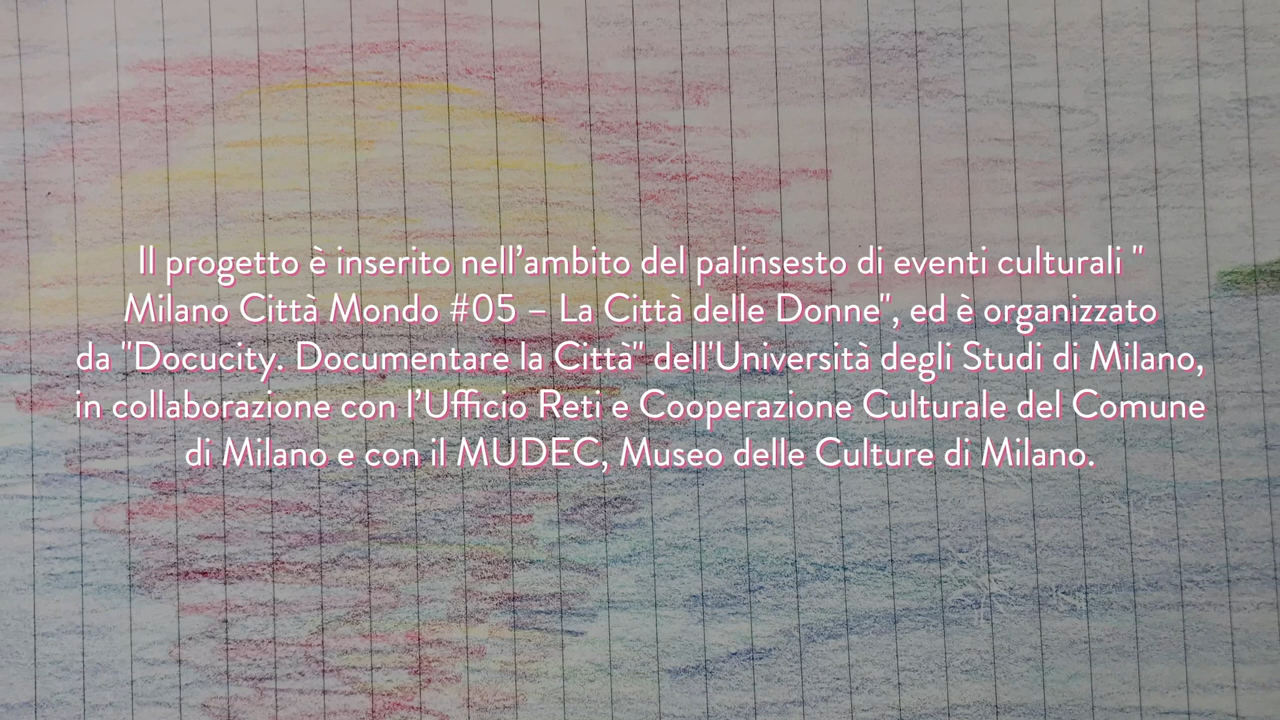 Il progetto è inserito nell’ambito del palinsesto di eventi culturali "
Milano Città Mondo #05 – La Città delle Donne", ed è organizzato
da "Docucity. Documentare la Città" dell'Università degli Studi di Milano,
in collaborazione con l’Ufficio Reti e Cooperazione Culturale del Comune
di Milano e con il MUDEC, Museo delle Culture di Milano.